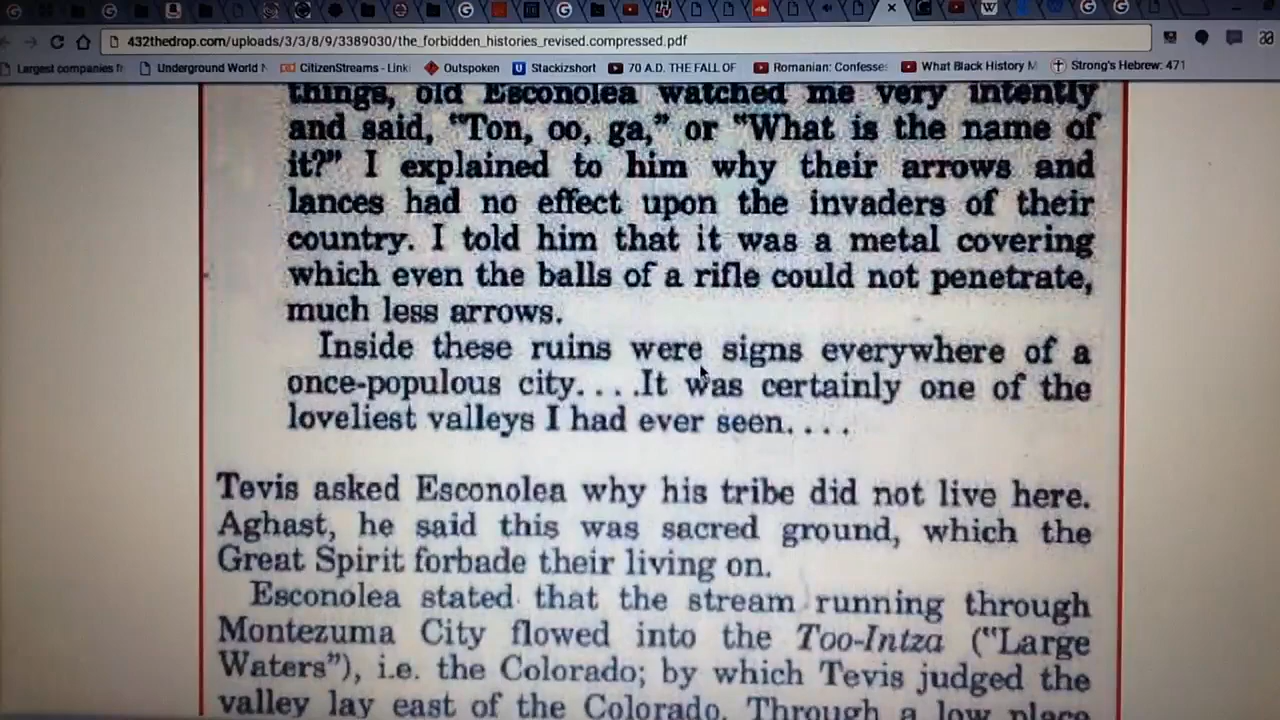 432thedrop.com/uploads/3/3/8/9/3389030/the_forbidden_histories_revised.compressed.pdf
Largest companies fr Underground World N CitizenStreams - Link Outspoken Stackizshort 70 A.D. THE FALL OF Romanian: Confesse What Black History M Strong's Hebrew: 471
things, old Esconolea watched me very intently
and said, "Ton, oo, ga," or "What is the name of
it?" I explained to him why their arrows and
lances had no effect upon the invaders of their
country. I told him that it was a metal covering
which even the balls of a rifle could not penetrate,
much less arrows.
Inside these ruins were signs everywhere of a
once-populous city. . . .It was certainly one of the
loveliest valleys I had ever seen. . . .
Tevis asked Esconolea why his tribe did not live here.
Aghast, he said this was sacred ground, which the
Great Spirit forbade their living on.
Esconolea stated that the stream running through
Montezuma City flowed into the Too-Intza ("Large
Waters"), i.e. the Colorado; by which Tevis judged the
valley lay east of the Colorado. Through a low place